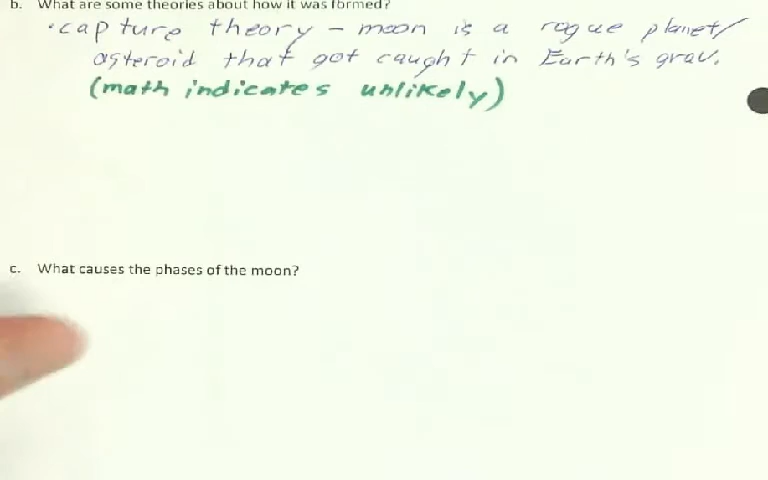 b. What are some theories about how it was formed?
• capture theory - moon is a rogue planet/
asteroid that got caught in Earth's grav.
(math indicates unlikely)
c. What causes the phases of the moon?